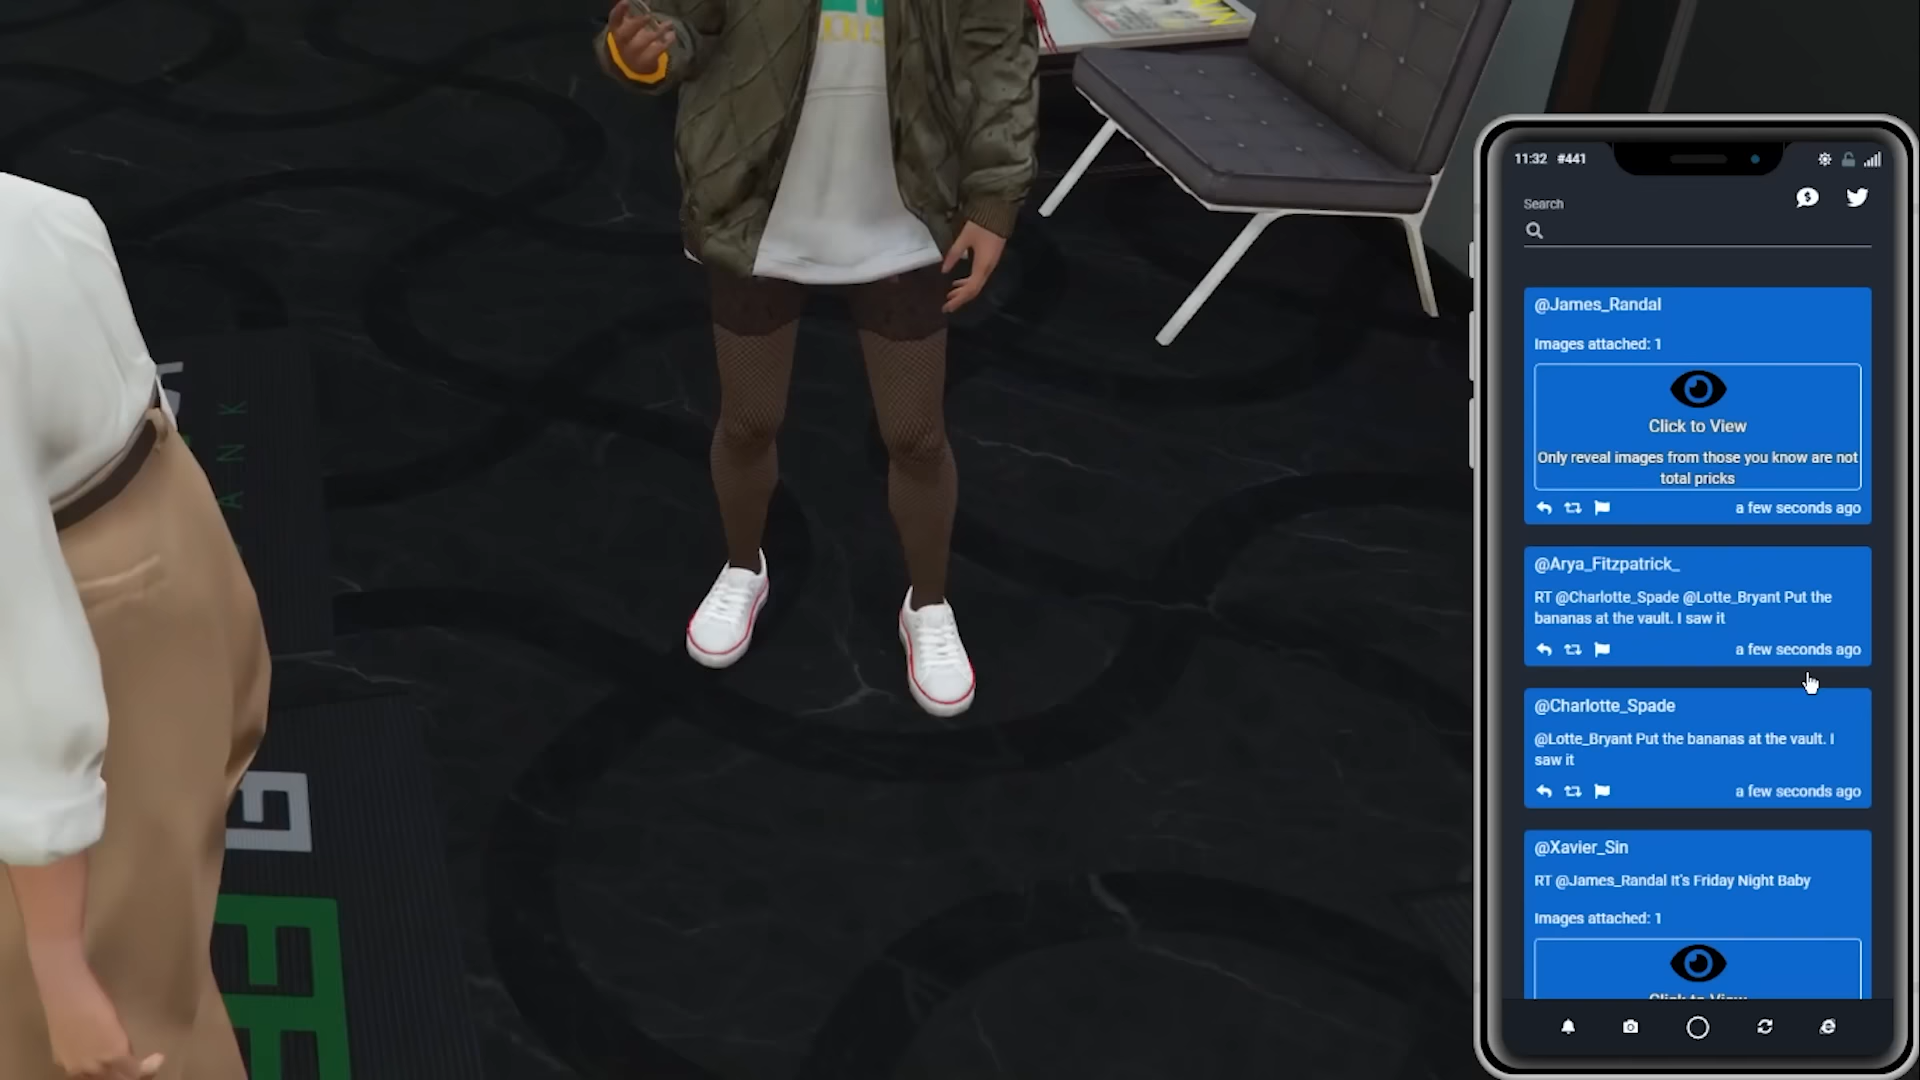 11:32 #441
Search
@James_Randal
Images attached: 1
Click to View
Only reveal images from those you know are not
total pricks
a few seconds ago
@Arya_Fitzpatrick_
RT @Charlotte_Spade @Lotte_Bryant Put the
bananas at the vault. I saw it
a few seconds ago
@Charlotte_Spade
@Lotte_Bryant Put the bananas at the vault. I
saw it
a few seconds ago
@Xavier_Sin
RT @James_Randal It's Friday Night Baby
Images attached: 1
Click to View